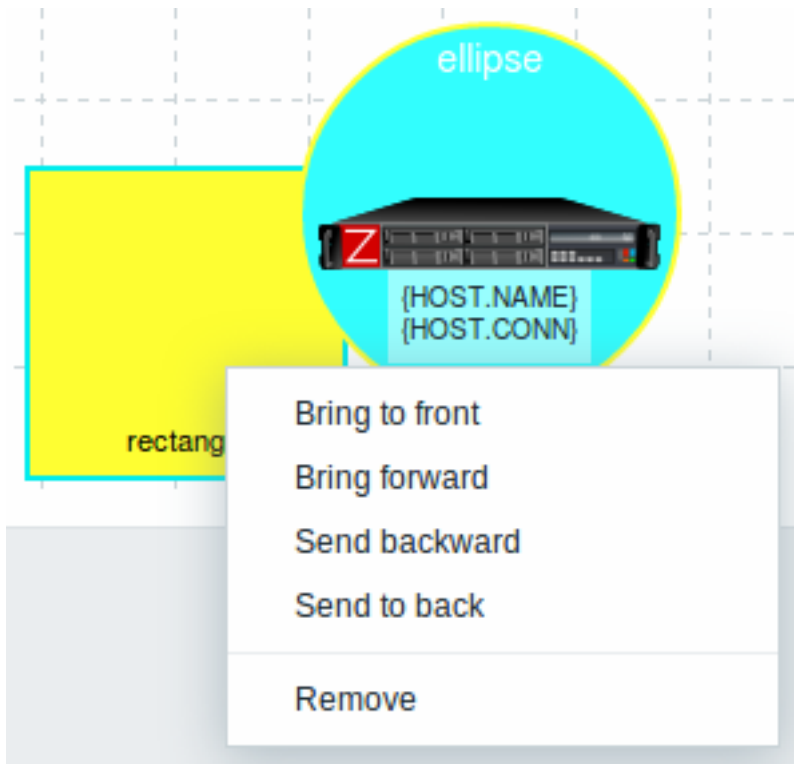 ellipse
Z
{HOST.NAME}
{HOST.CONN}
rectang
Bring to front
Bring forward
Send backward
Send to back
Remove